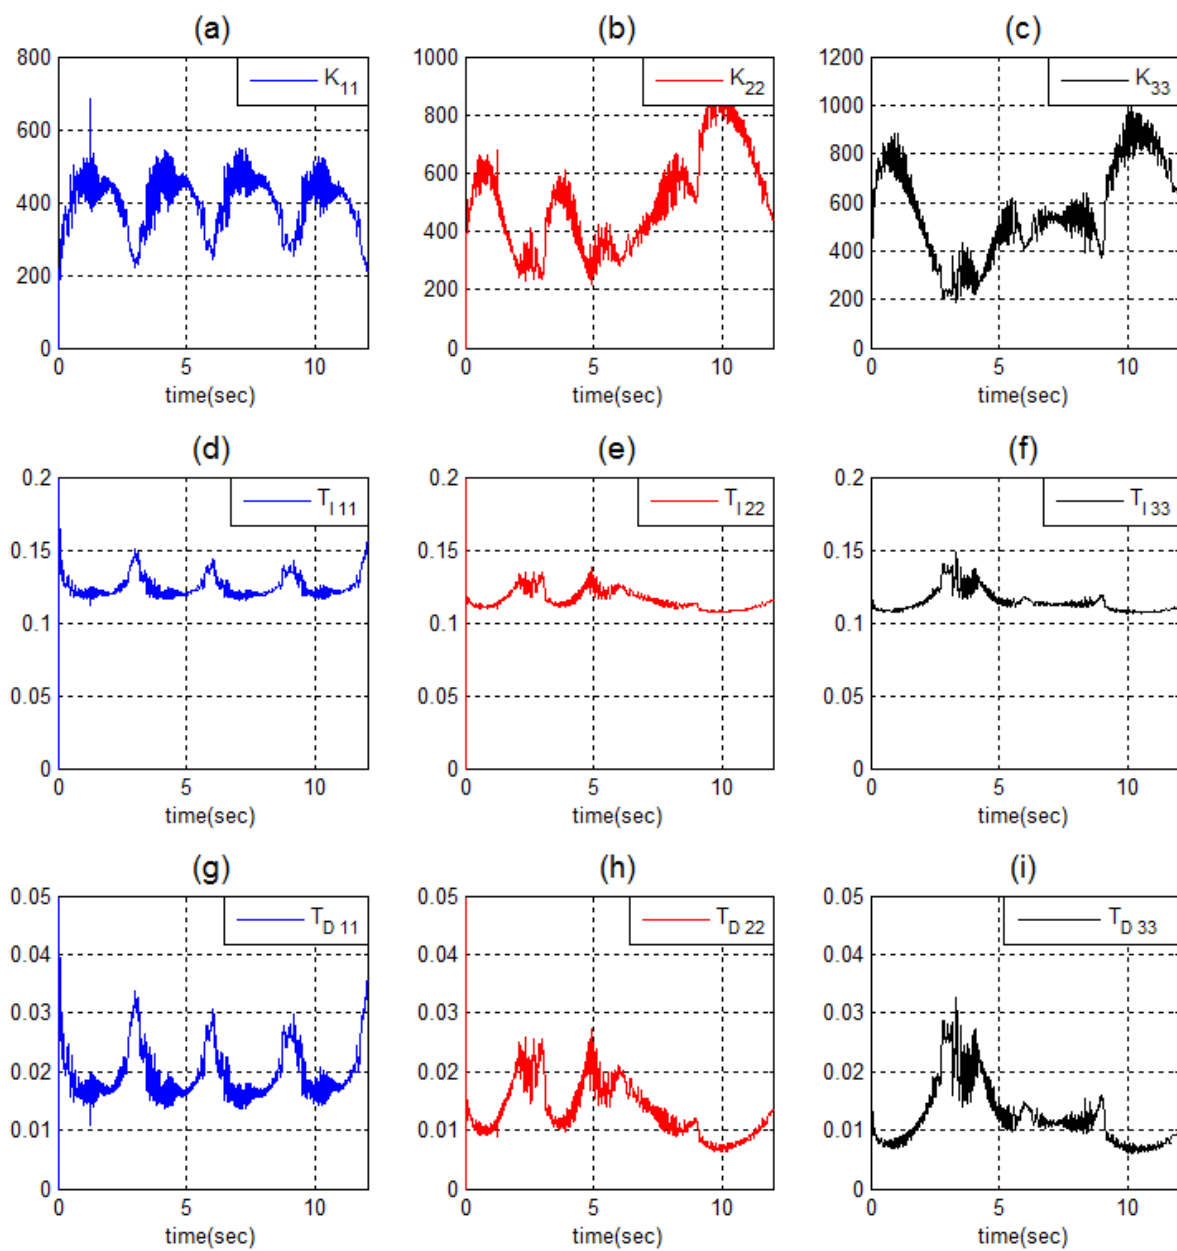 (a) (b) (c)
800 1000 1200
K11 K22 K33
1000
600 800
800
400 600
600
400
400
200 200
200
0 0 0
0 5 10 0 5 10 0 5 10
time(sec) time(sec) time(sec)
(d) (e) (f)
0.2 0.2 0.2
TI 11 TI 22 TI 33
0.15 0.15 0.15
0.1 0.1 0.1
0.05 0.05 0.05
0 0 0
0 5 10 0 5 10 0 5 10
time(sec) time(sec) time(sec)
(g) (h) (i)
0.05 0.05 0.05
TD 11 TD 22 TD 33
0.04 0.04 0.04
0.03 0.03 0.03
0.02 0.02 0.02
0.01 0.01 0.01
0 0 0
0 5 10 0 5 10 0 5 10
time(sec) time(sec) time(sec)